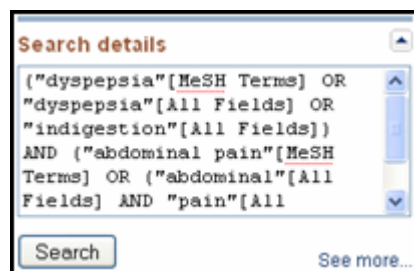 Search details
("dyspepsia"[MeSH Terms] OR
"dyspepsia"[All Fields] OR
"indigestion"[All Fields])
AND ("abdominal pain"[MeSH
Terms] OR ("abdominal"[All
Fields] AND "pain"[All
Search
See more...